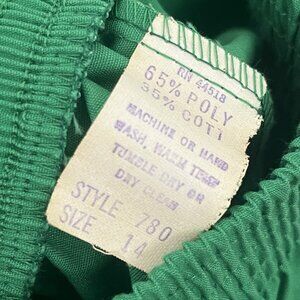 RN 44518
65% POLY
35% COTT
MACHINE OR HAND
WASH, WARM TEMP
TUMBLE DRY OR
DRY CLEAN
STYLE 780
SIZE 14